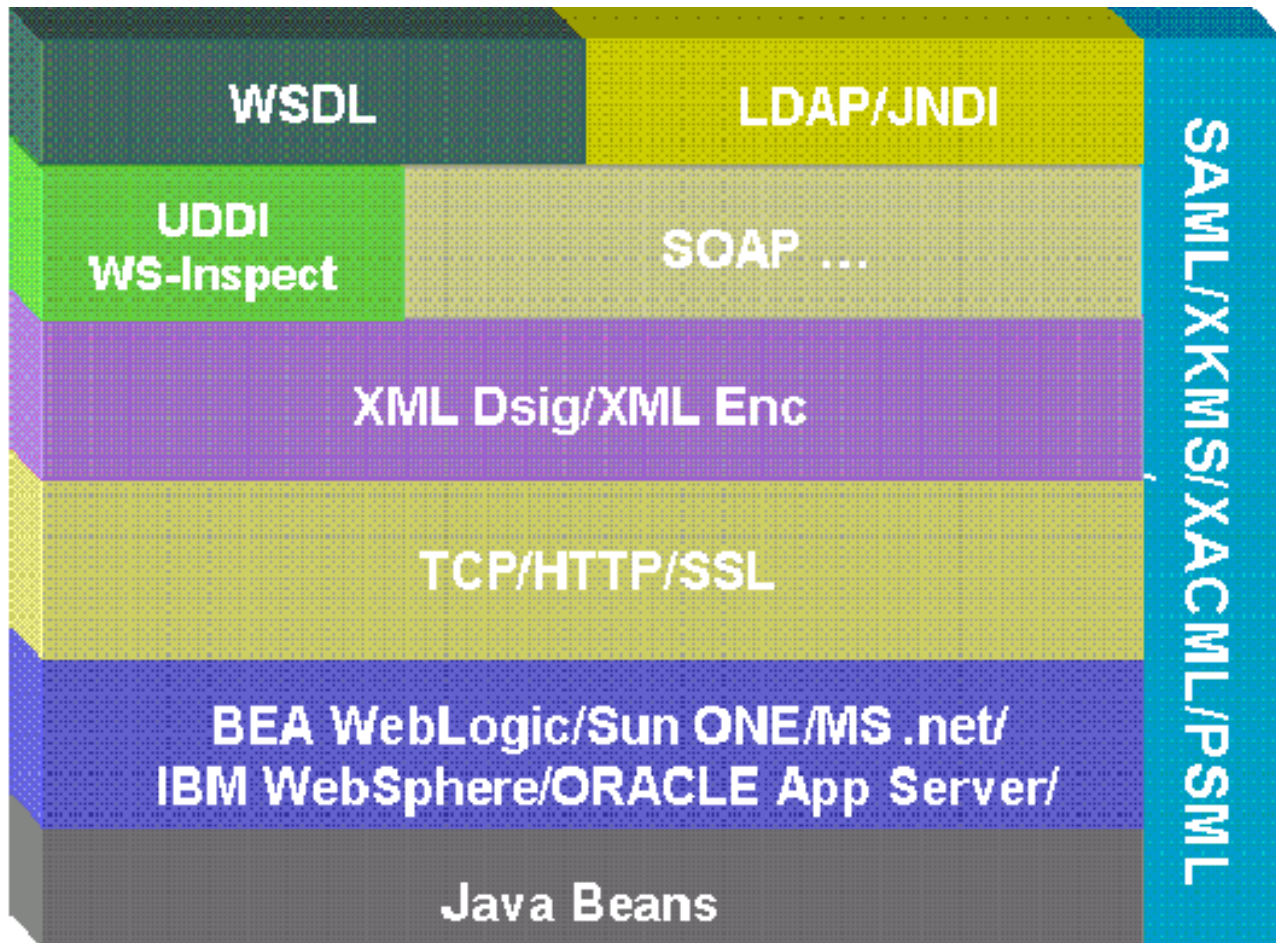 WSDL
LDAP/JNDI
UDDI
WS-Inspect
SOAP ...
XML Dsig/XML Enc
TCP/HTTP/SSL
BEA WebLogic/Sun ONE/MS .net/
IBM WebSphere/ORACLE App Server/
Java Beans
SAML/XKMS/XACML/PSML